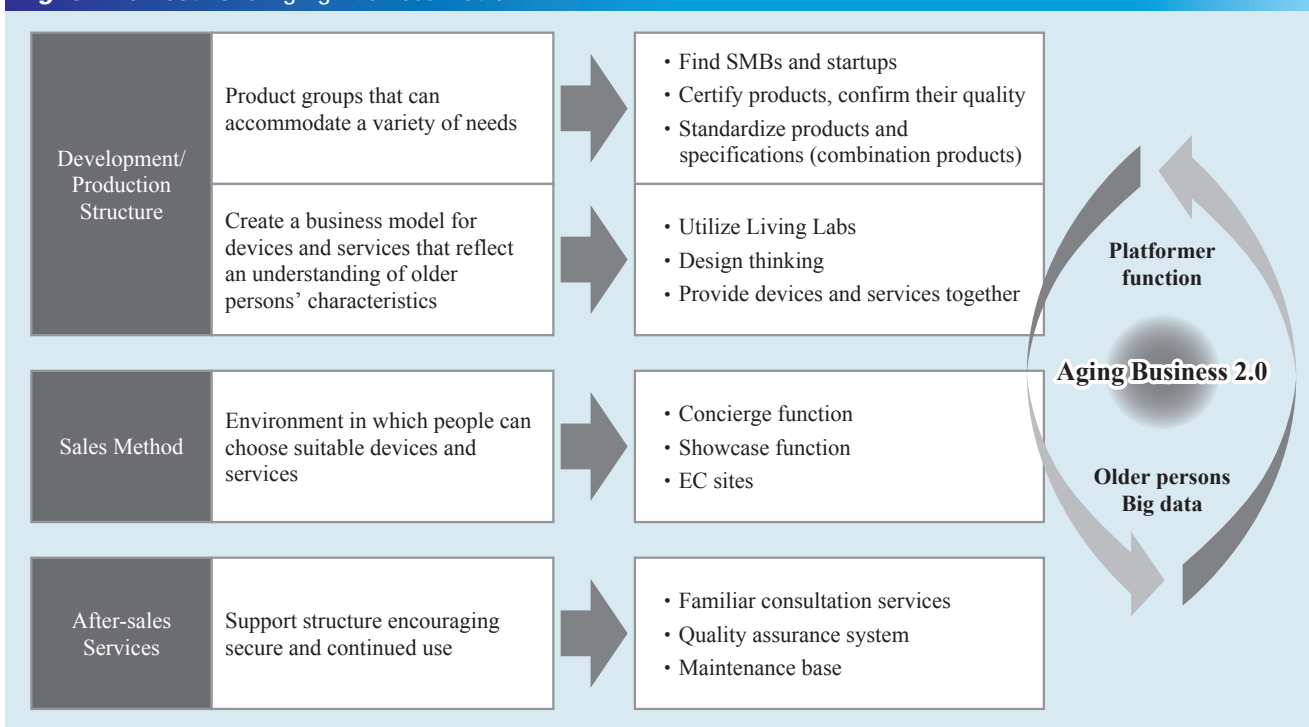 Development/
Production
Structure
Product groups that can
accommodate a variety of needs
・Find SMBs and startups
・Certify products, confirm their quality
・Standardize products and
specifications (combination products)
Create a business model for
devices and services that reflect
an understanding of older
persons’ characteristics
・Utilize Living Labs
・Design thinking
・Provide devices and services together
Sales Method
Environment in which people can
choose suitable devices and
services
・Concierge function
・Showcase function
・EC sites
After-sales
Services
Support structure encouraging
secure and continued use
・Familiar consultation services
・Quality assurance system
・Maintenance base
Platformer
function
Aging Business 2.0
Older persons
Big data